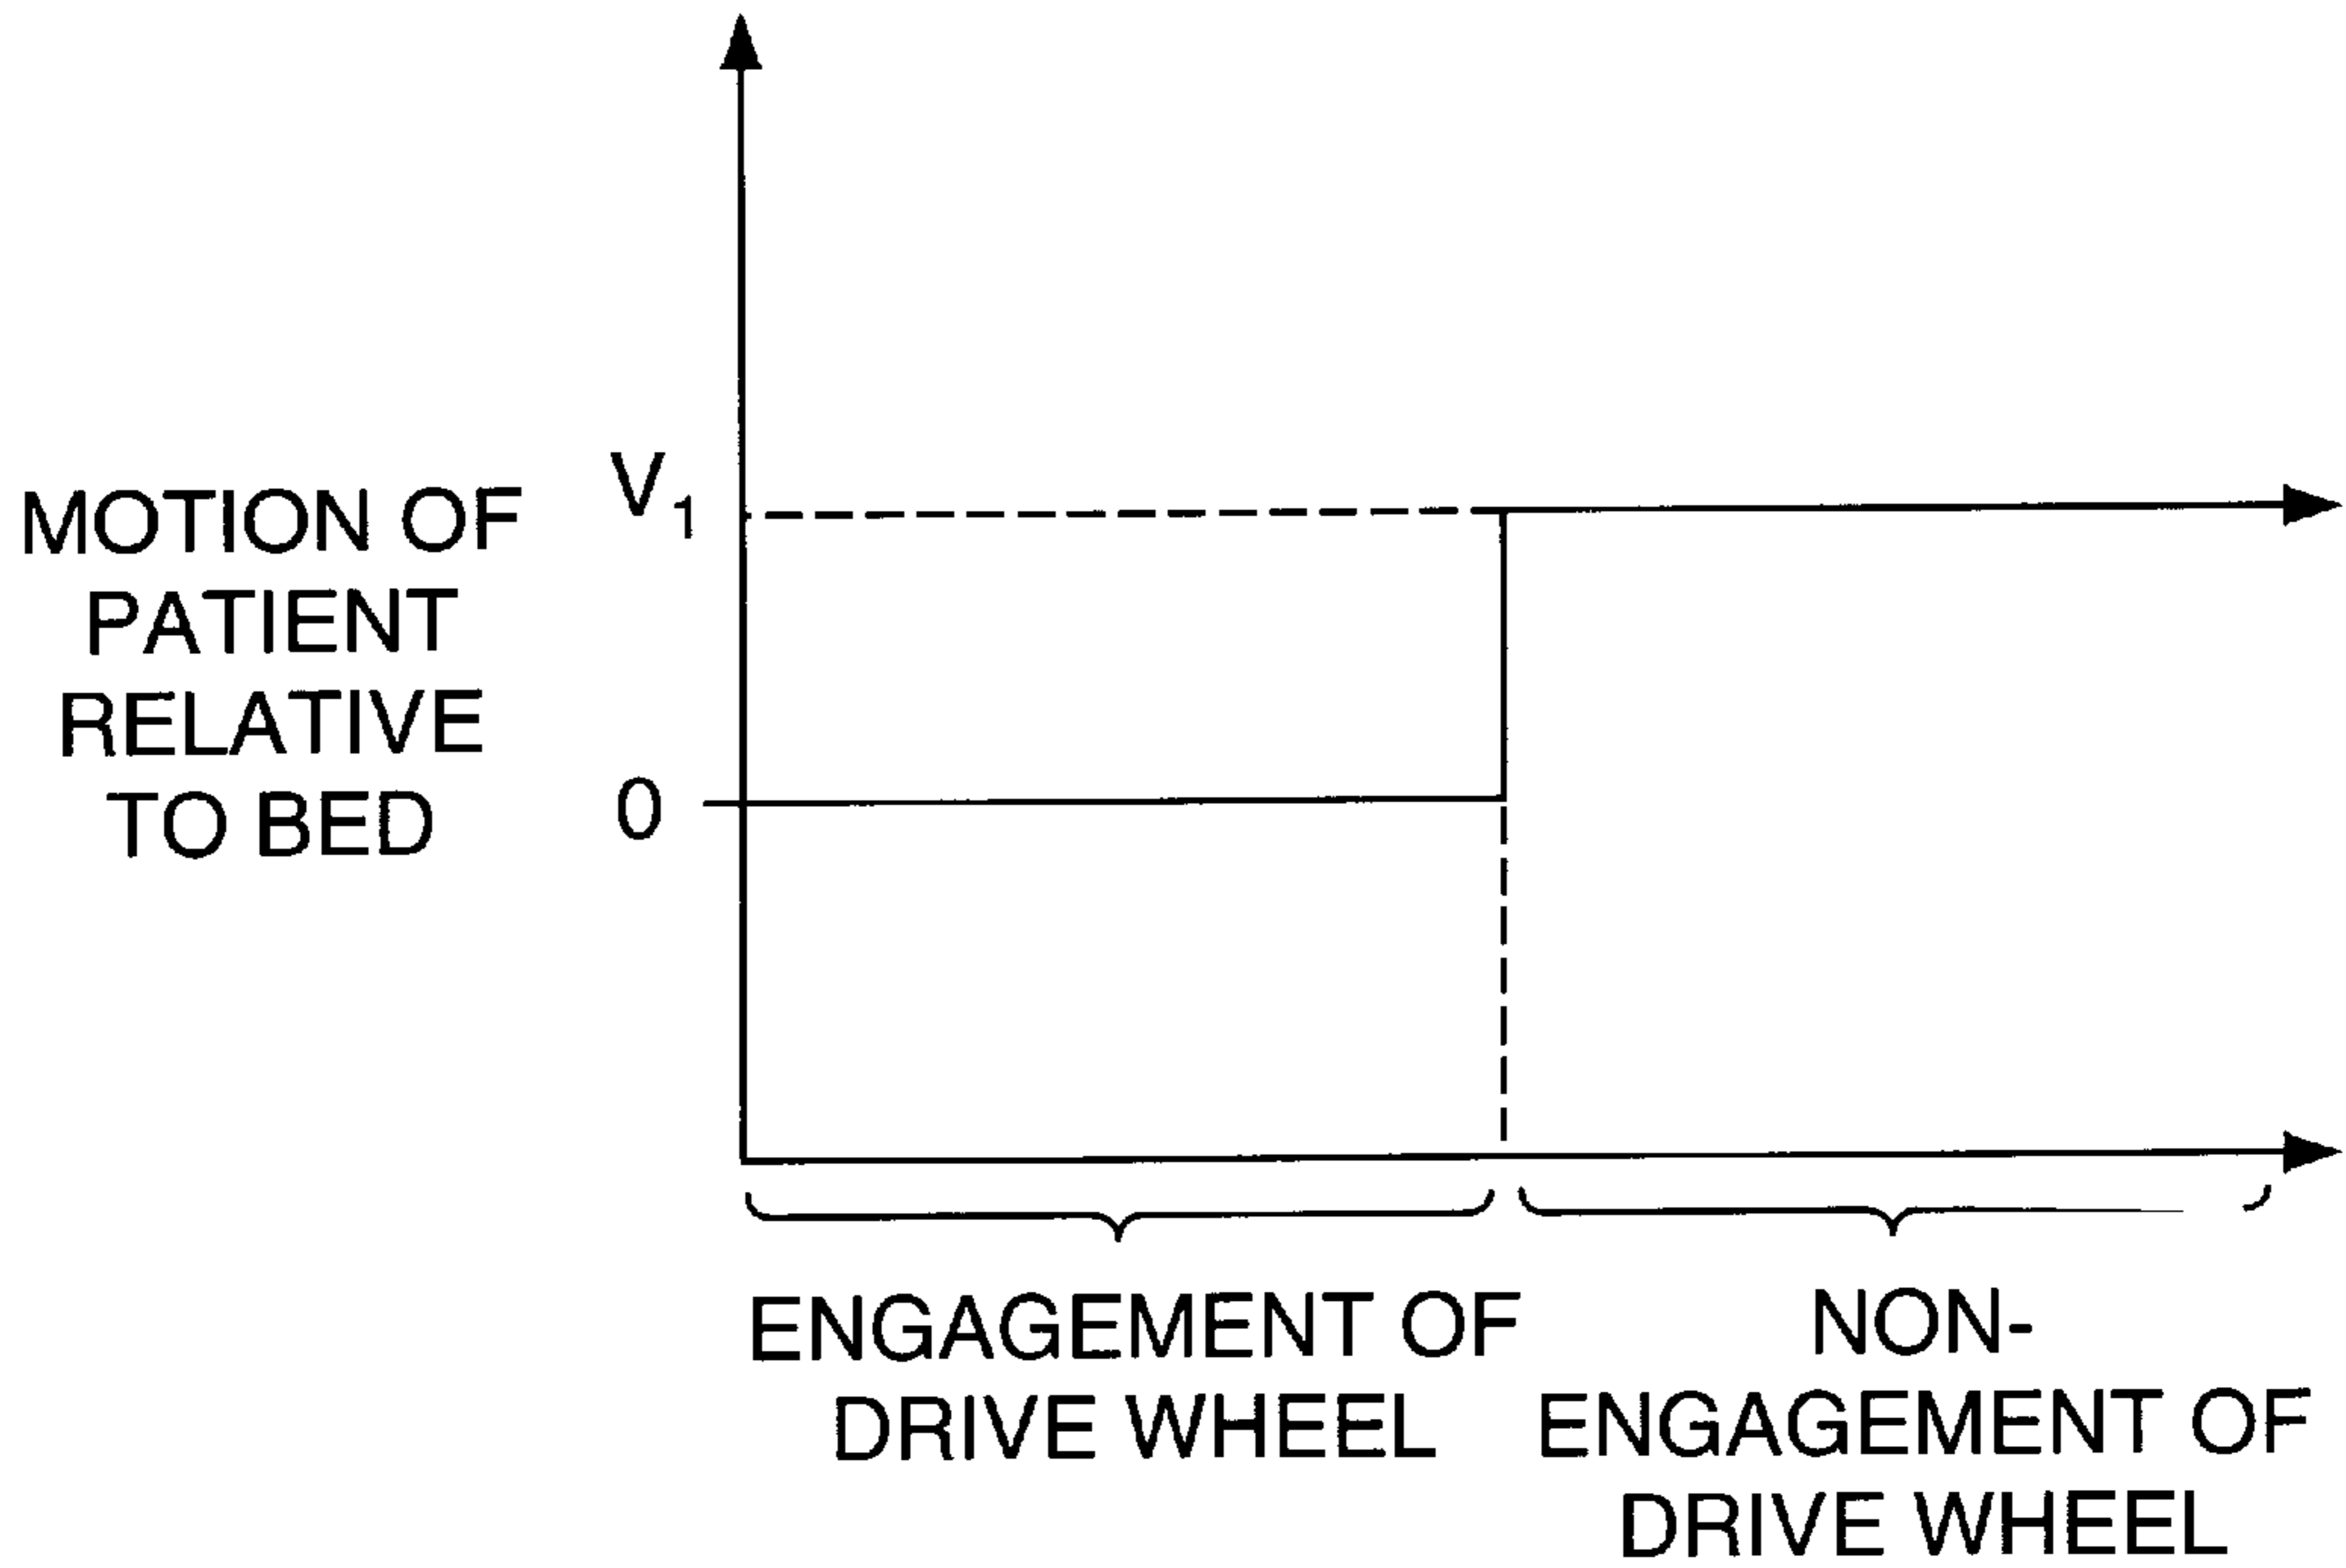 MOTION OF
PATIENT
RELATIVE
TO BED
V1
0
ENGAGEMENT OF
DRIVE WHEEL
NON-
ENGAGEMENT OF
DRIVE WHEEL